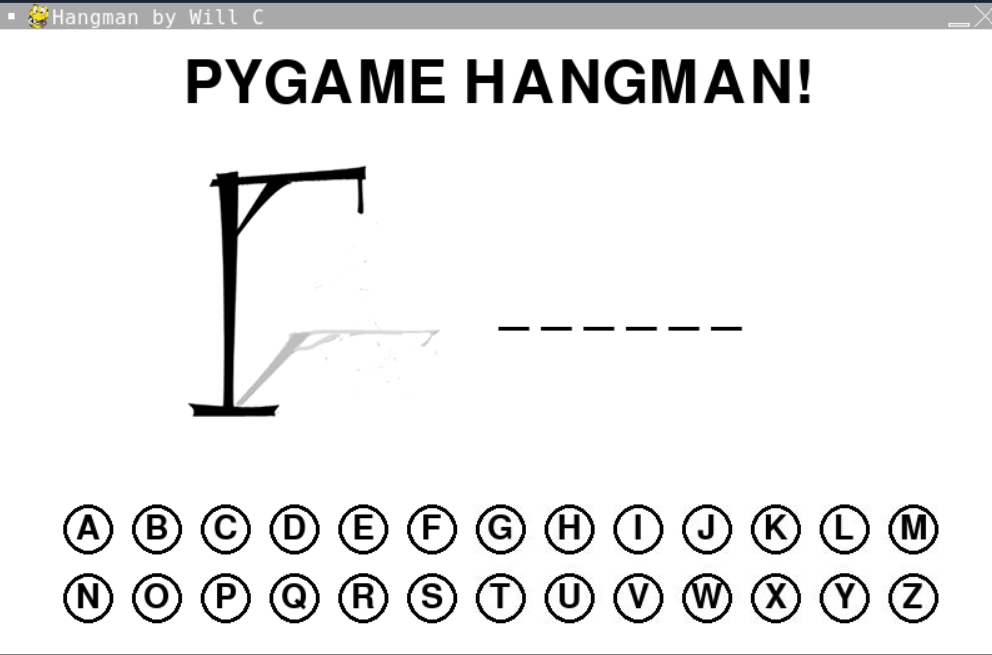 Hangman by Will C
PYGAME HANGMAN!
_ _ _ _ _ _
A B C D E F G H I J K L M
N O P Q R S T U V W X Y Z